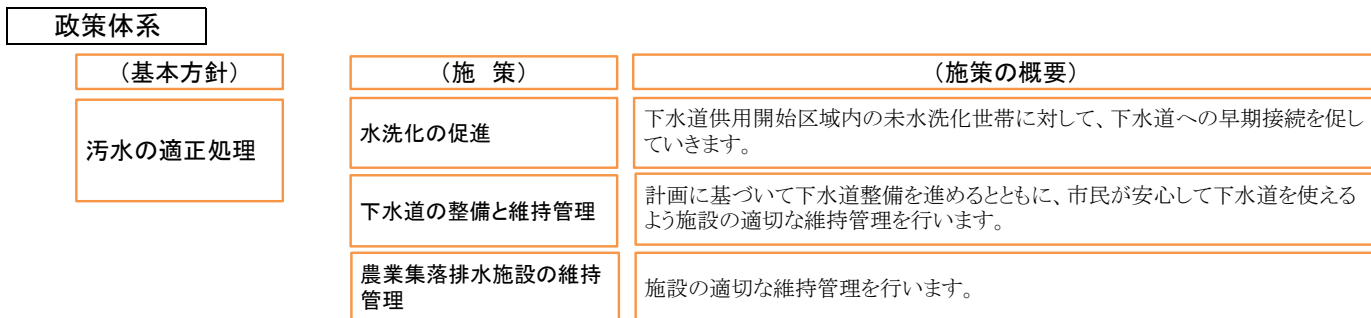 政策体系
（基本方針）
（施　策）
（施策の概要）
汚水の適正処理
水洗化の促進
下水道供用開始区域内の未水洗化世帯に対して、下水道への早期接続を促し
ていきます。
下水道の整備と維持管理
計画に基づいて下水道整備を進めるとともに、市民が安心して下水道を使える
よう施設の適切な維持管理を行います。
農業集落排水施設の維持
管理
施設の適切な維持管理を行います。